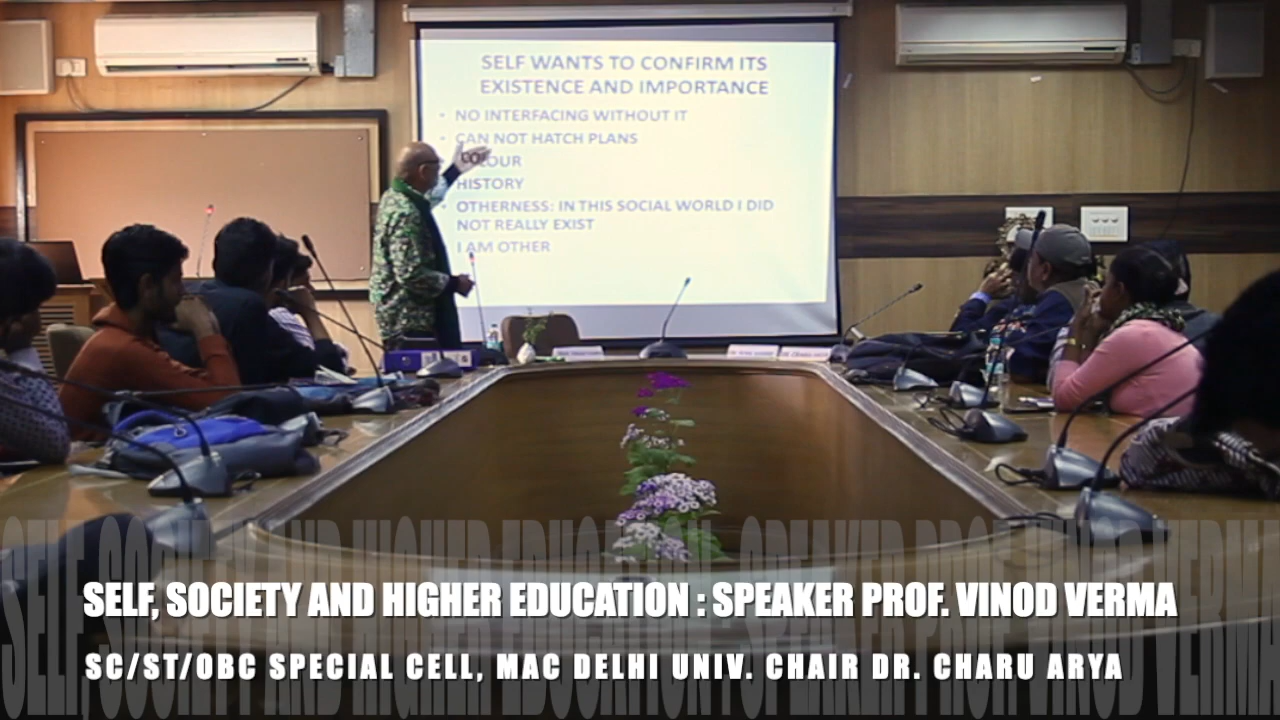 SELF WANTS TO CONFIRM ITS
EXISTENCE AND IMPORTANCE
• NO INTERFACING WITHOUT IT
• CAN NOT HATCH PLANS
COLOUR
HISTORY
• OTHERNESS: IN THIS SOCIAL WORLD I DID
NOT REALLY EXIST
I AM OTHER
SELF, SOCIETY AND HIGHER EDUCATION : SPEAKER PROF. VINOD VERMA
SC/ST/OBC SPECIAL CELL, MAC DELHI UNIV. CHAIR DR. CHARU ARYA